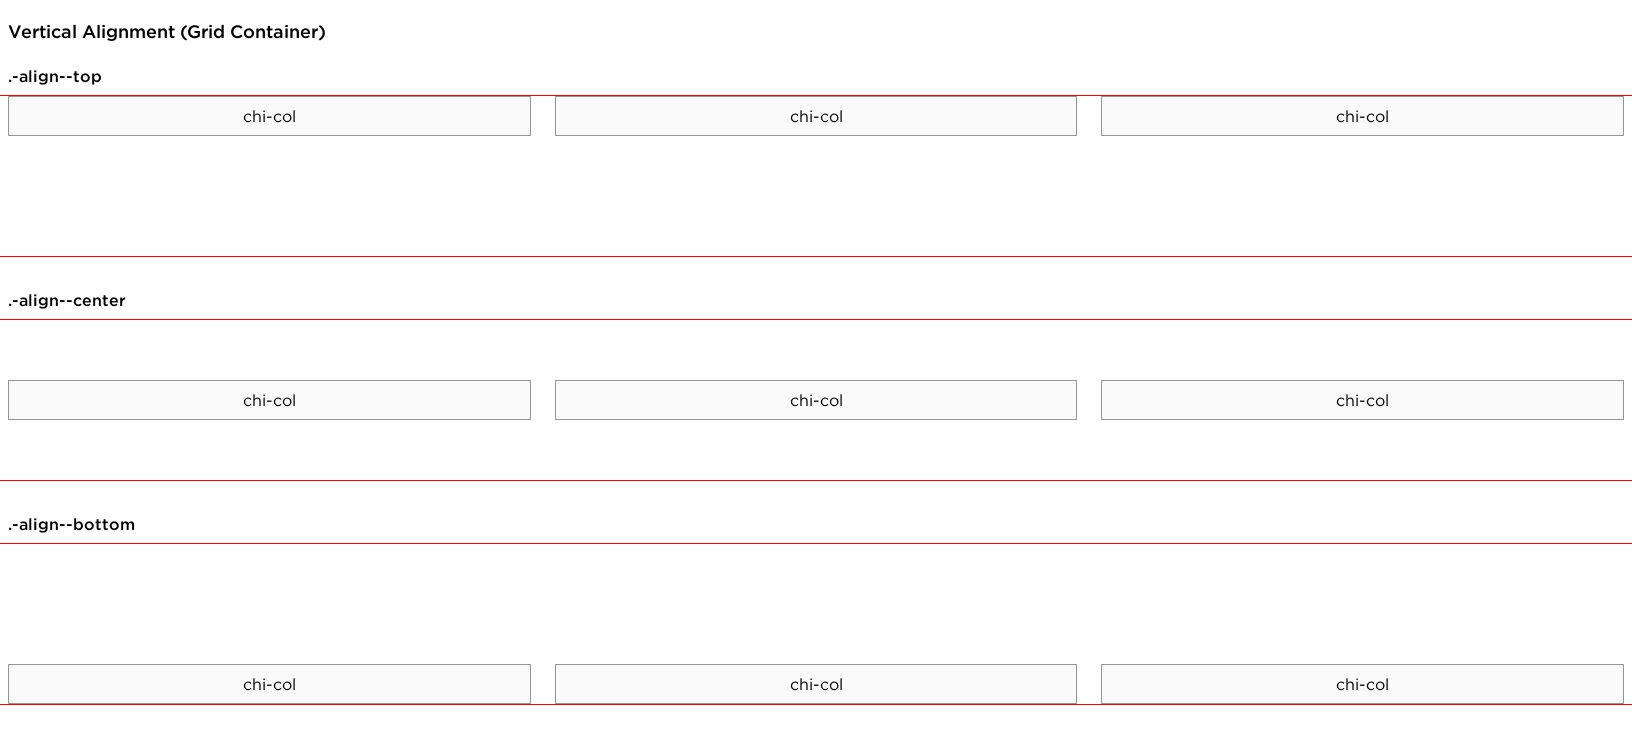 Vertical Alignment (Grid Container)
.-align--top
chi-col chi-col chi-col
.-align--center
chi-col chi-col chi-col
.-align--bottom
chi-col chi-col chi-col